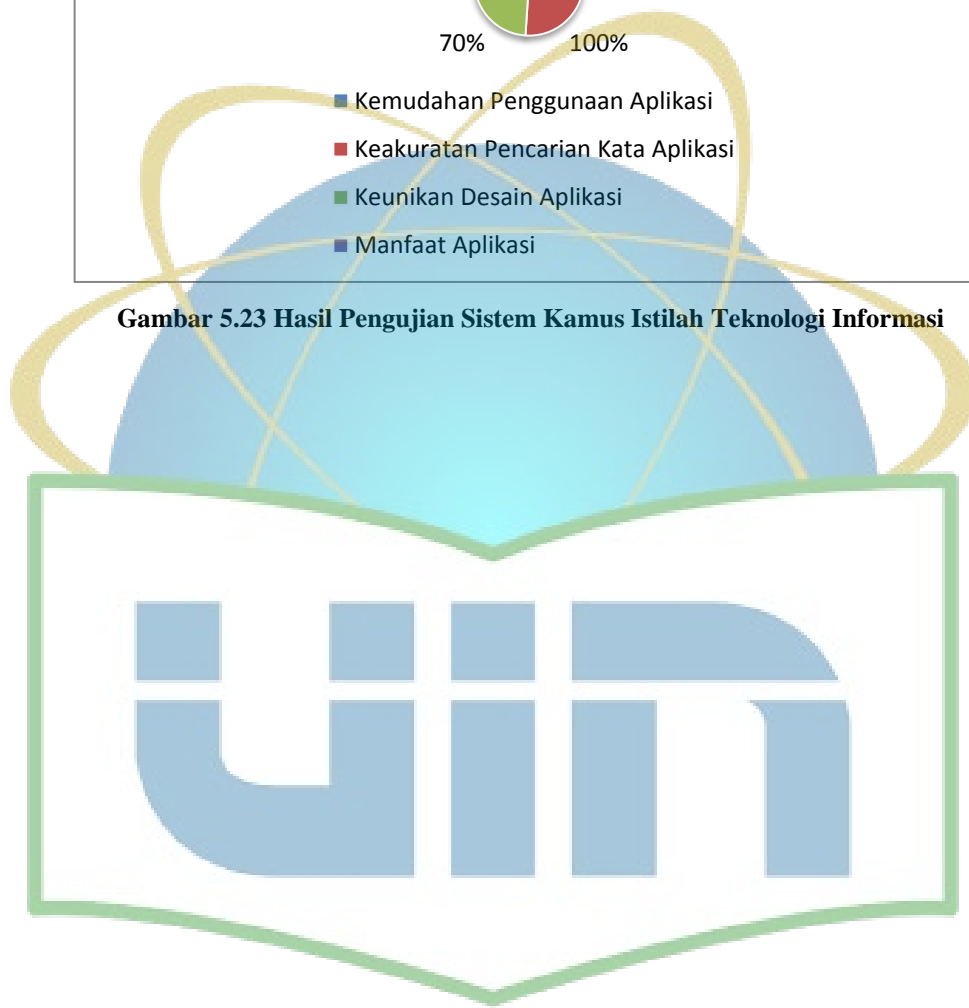 70% 100%
Kemudahan Penggunaan Aplikasi
Keakuratan Pencarian Kata Aplikasi
Keunikan Desain Aplikasi
Manfaat Aplikasi
Gambar 5.23 Hasil Pengujian Sistem Kamus Istilah Teknologi Informasi
uin